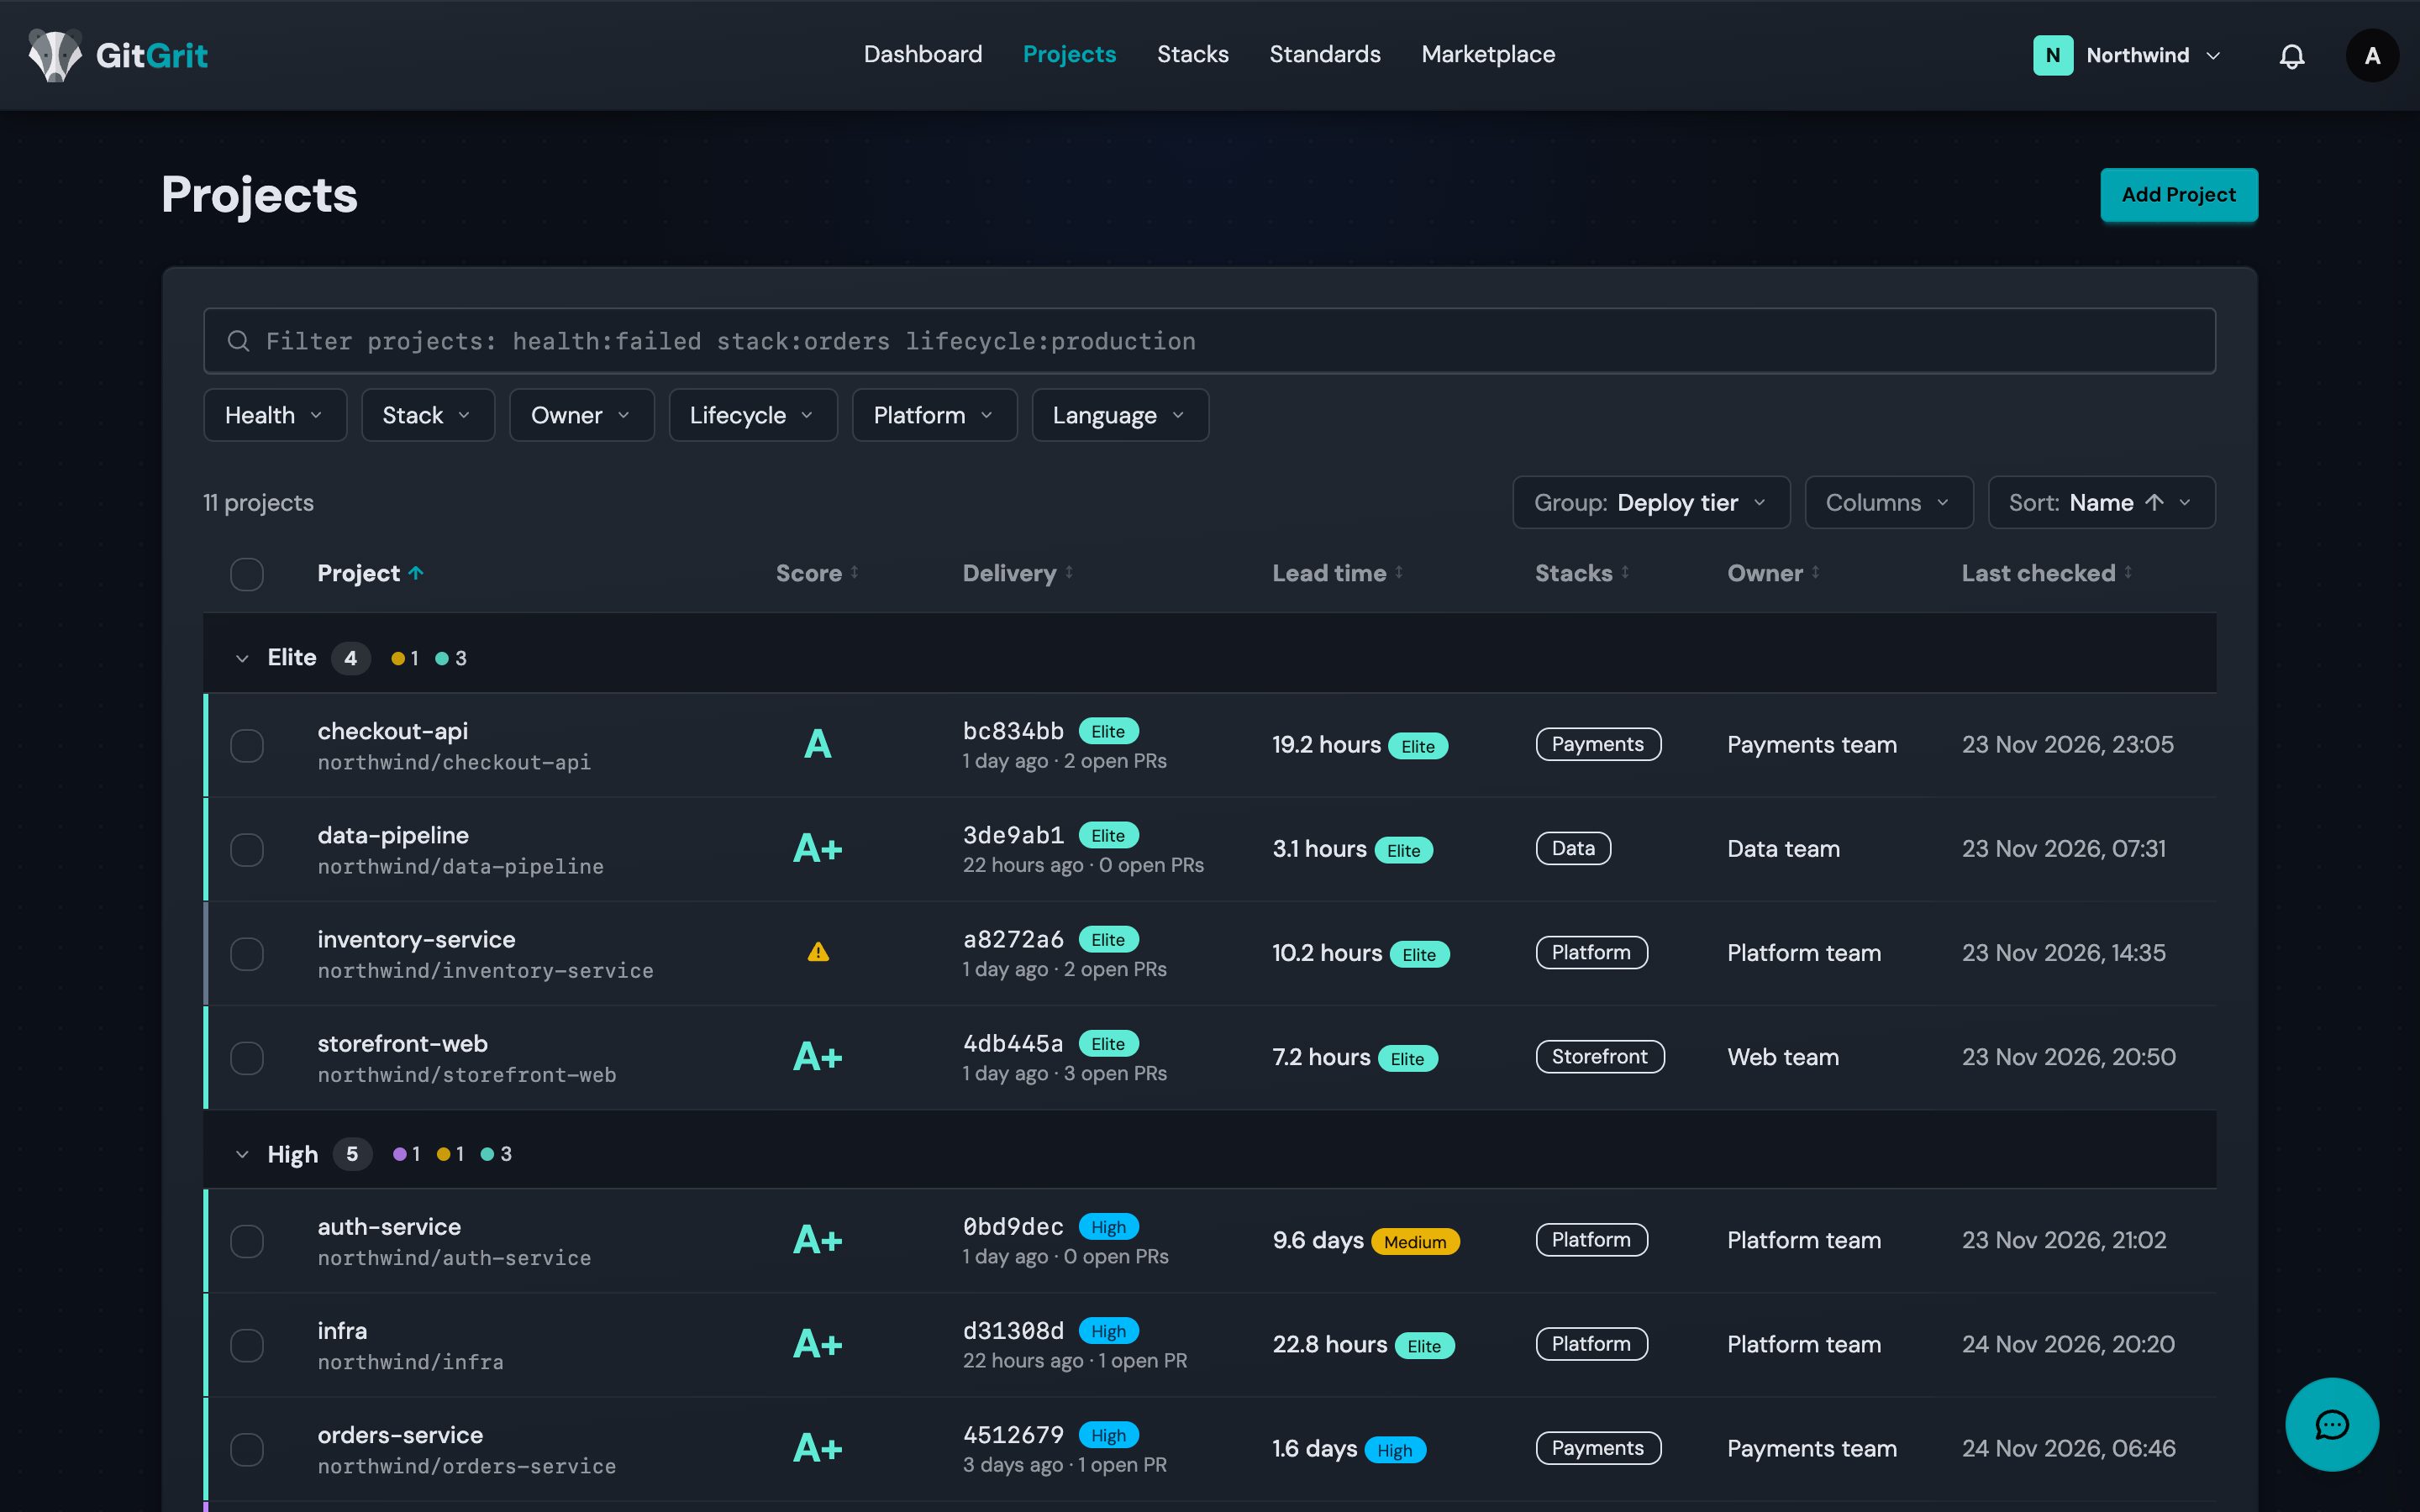 GitGrit
Dashboard Projects Stacks Standards Marketplace
N Northwind
A
Projects
Add Project
Filter projects: health:failed stack:orders lifecycle:production
Health Stack Owner Lifecycle Platform Language
11 projects
Group: Deploy tier Columns Sort: Name ↑
Project ↑ Score Delivery Lead time Stacks Owner Last checked
Elite 4 1 3
checkout-api
northwind/checkout-api
A
bc834bb Elite
1 day ago · 2 open PRs
19.2 hours Elite
Payments
Payments team
23 Nov 2026, 23:05
data-pipeline
northwind/data-pipeline
A+
3de9ab1 Elite
22 hours ago · 0 open PRs
3.1 hours Elite
Data
Data team
23 Nov 2026, 07:31
inventory-service
northwind/inventory-service
a8272a6 Elite
1 day ago · 2 open PRs
10.2 hours Elite
Platform
Platform team
23 Nov 2026, 14:35
storefront-web
northwind/storefront-web
A+
4db445a Elite
1 day ago · 3 open PRs
7.2 hours Elite
Storefront
Web team
23 Nov 2026, 20:50
High 5 1 1 3
auth-service
northwind/auth-service
A+
0bd9dec High
1 day ago · 0 open PRs
9.6 days Medium
Platform
Platform team
23 Nov 2026, 21:02
infra
northwind/infra
A+
d31308d High
22 hours ago · 1 open PR
22.8 hours Elite
Platform
Platform team
24 Nov 2026, 20:20
orders-service
northwind/orders-service
A+
4512679 High
3 days ago · 1 open PR
1.6 days High
Payments
Payments team
24 Nov 2026, 06:46